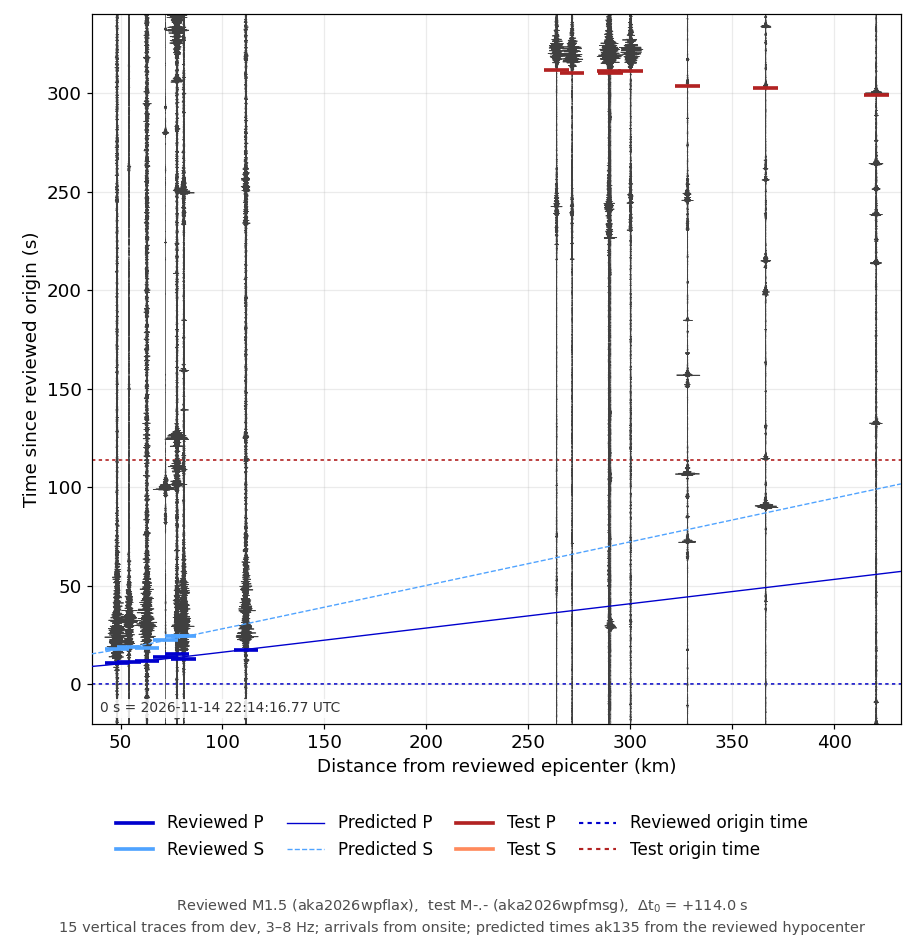 Time since reviewed origin (s)
300
250
200
150
100
50
0
0 s = 2026-11-14 22:14:16.77 UTC
50 100 150 200 250 300 350 400
Distance from reviewed epicenter (km)
Reviewed P Predicted P Test P Reviewed origin time
Reviewed S Predicted S Test S Test origin time
Reviewed M1.5 (aka2026wpflax), test M-.- (aka2026wpfmsg), Δt₀ = +114.0 s
15 vertical traces from dev, 3–8 Hz; arrivals from onsite; predicted times ak135 from the reviewed hypocenter